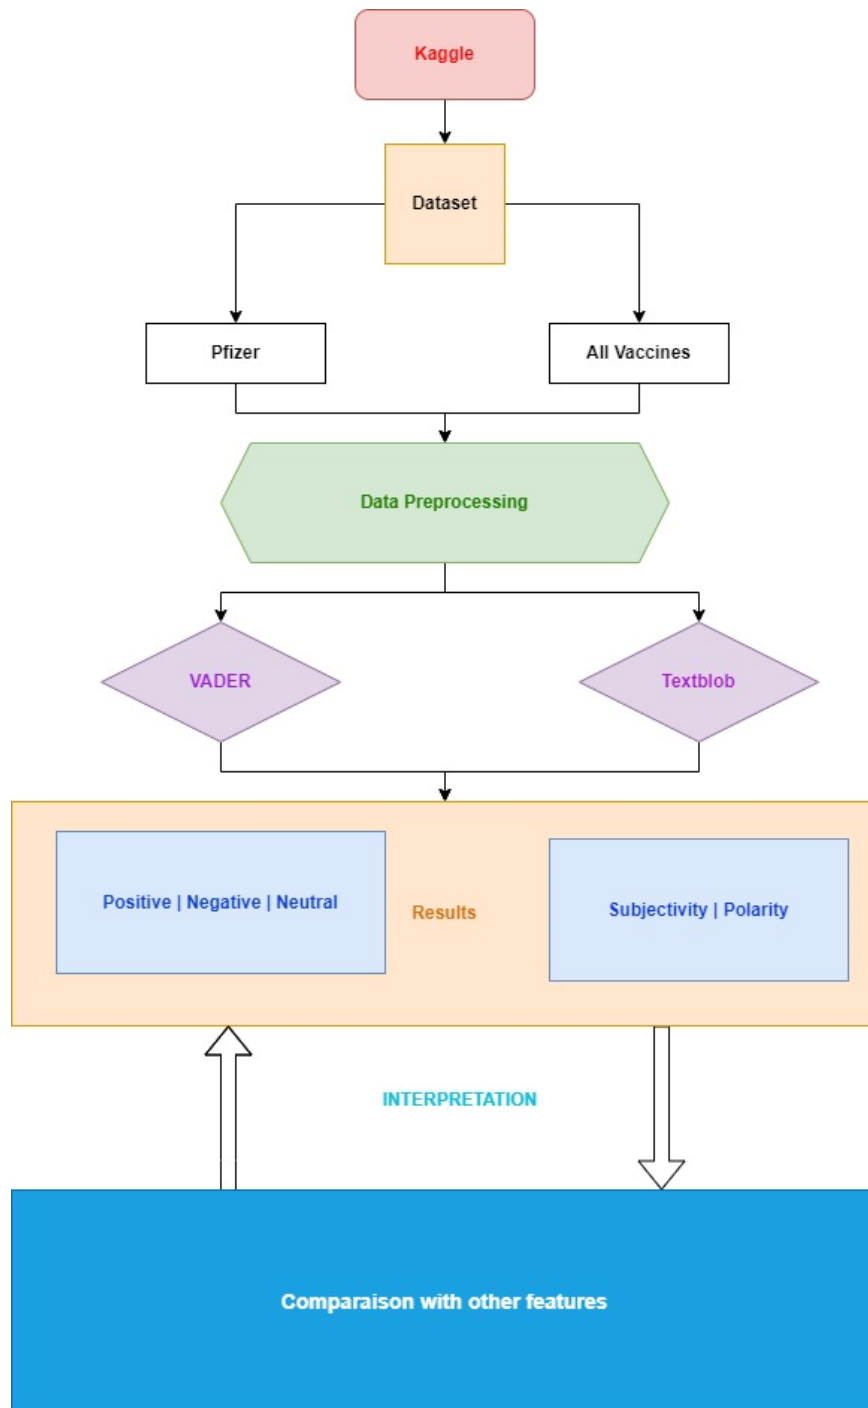 Kaggle
Dataset
Pfizer
All Vaccines
Data Preprocessing
VADER
Textblob
Positive | Negative | Neutral
Results
Subjectivity | Polarity
INTERPRETATION
Comparaison with other features